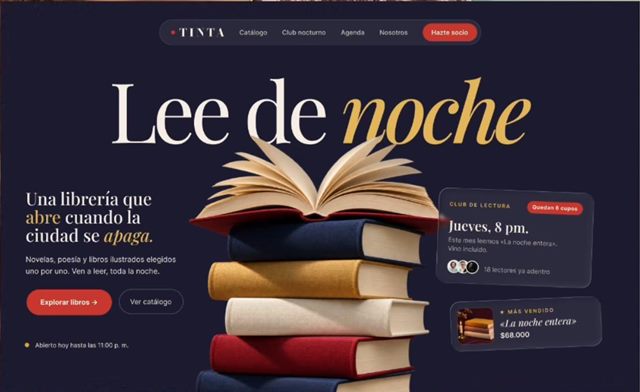 TINTA
Catálogo
Club nocturno
Agenda
Nosotros
Hazte socio
Lee de noche
Una librería que
abre cuando la
ciudad se apaga.
Novelas, poesía y libros ilustrados elegidos
uno por uno. Ven a leer, toda la noche.
Explorar libros →
Ver catálogo
Abierto hoy hasta las 11:00 p. m.
CLUB DE LECTURA
Quedan 6 cupos
Jueves, 8 pm.
Este mes leemos «La noche entera».
Vino incluido.
18 lectores ya adentro
★ MÁS VENDIDO
«La noche entera»
$68.000